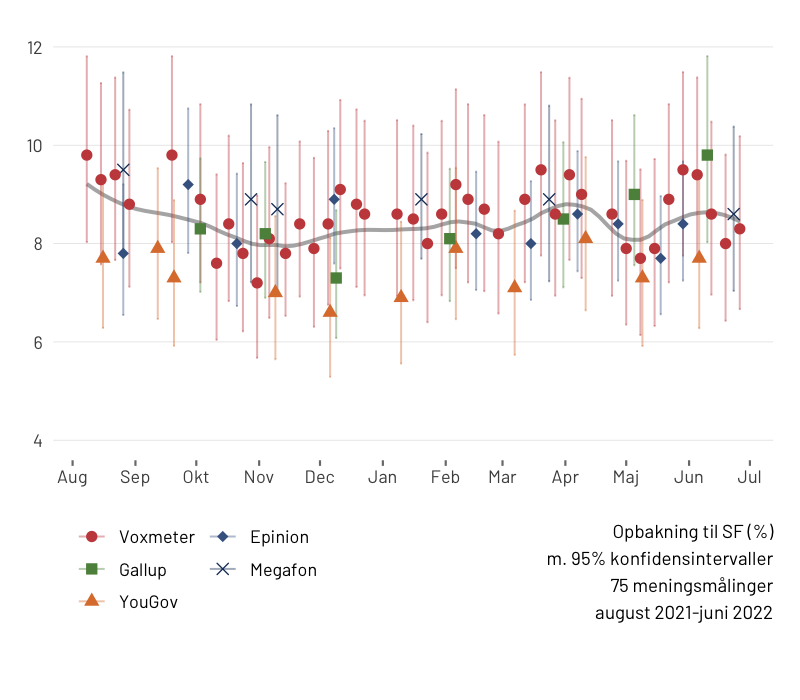 12
10
8
6
4
Aug Sep Okt Nov Dec Jan Feb Mar Apr Maj Jun Jul
Voxmeter Epinion
Gallup Megafon
YouGov
Opbakning til SF (%)
m. 95% konfidensintervaller
75 meningsmålinger
august 2021-juni 2022